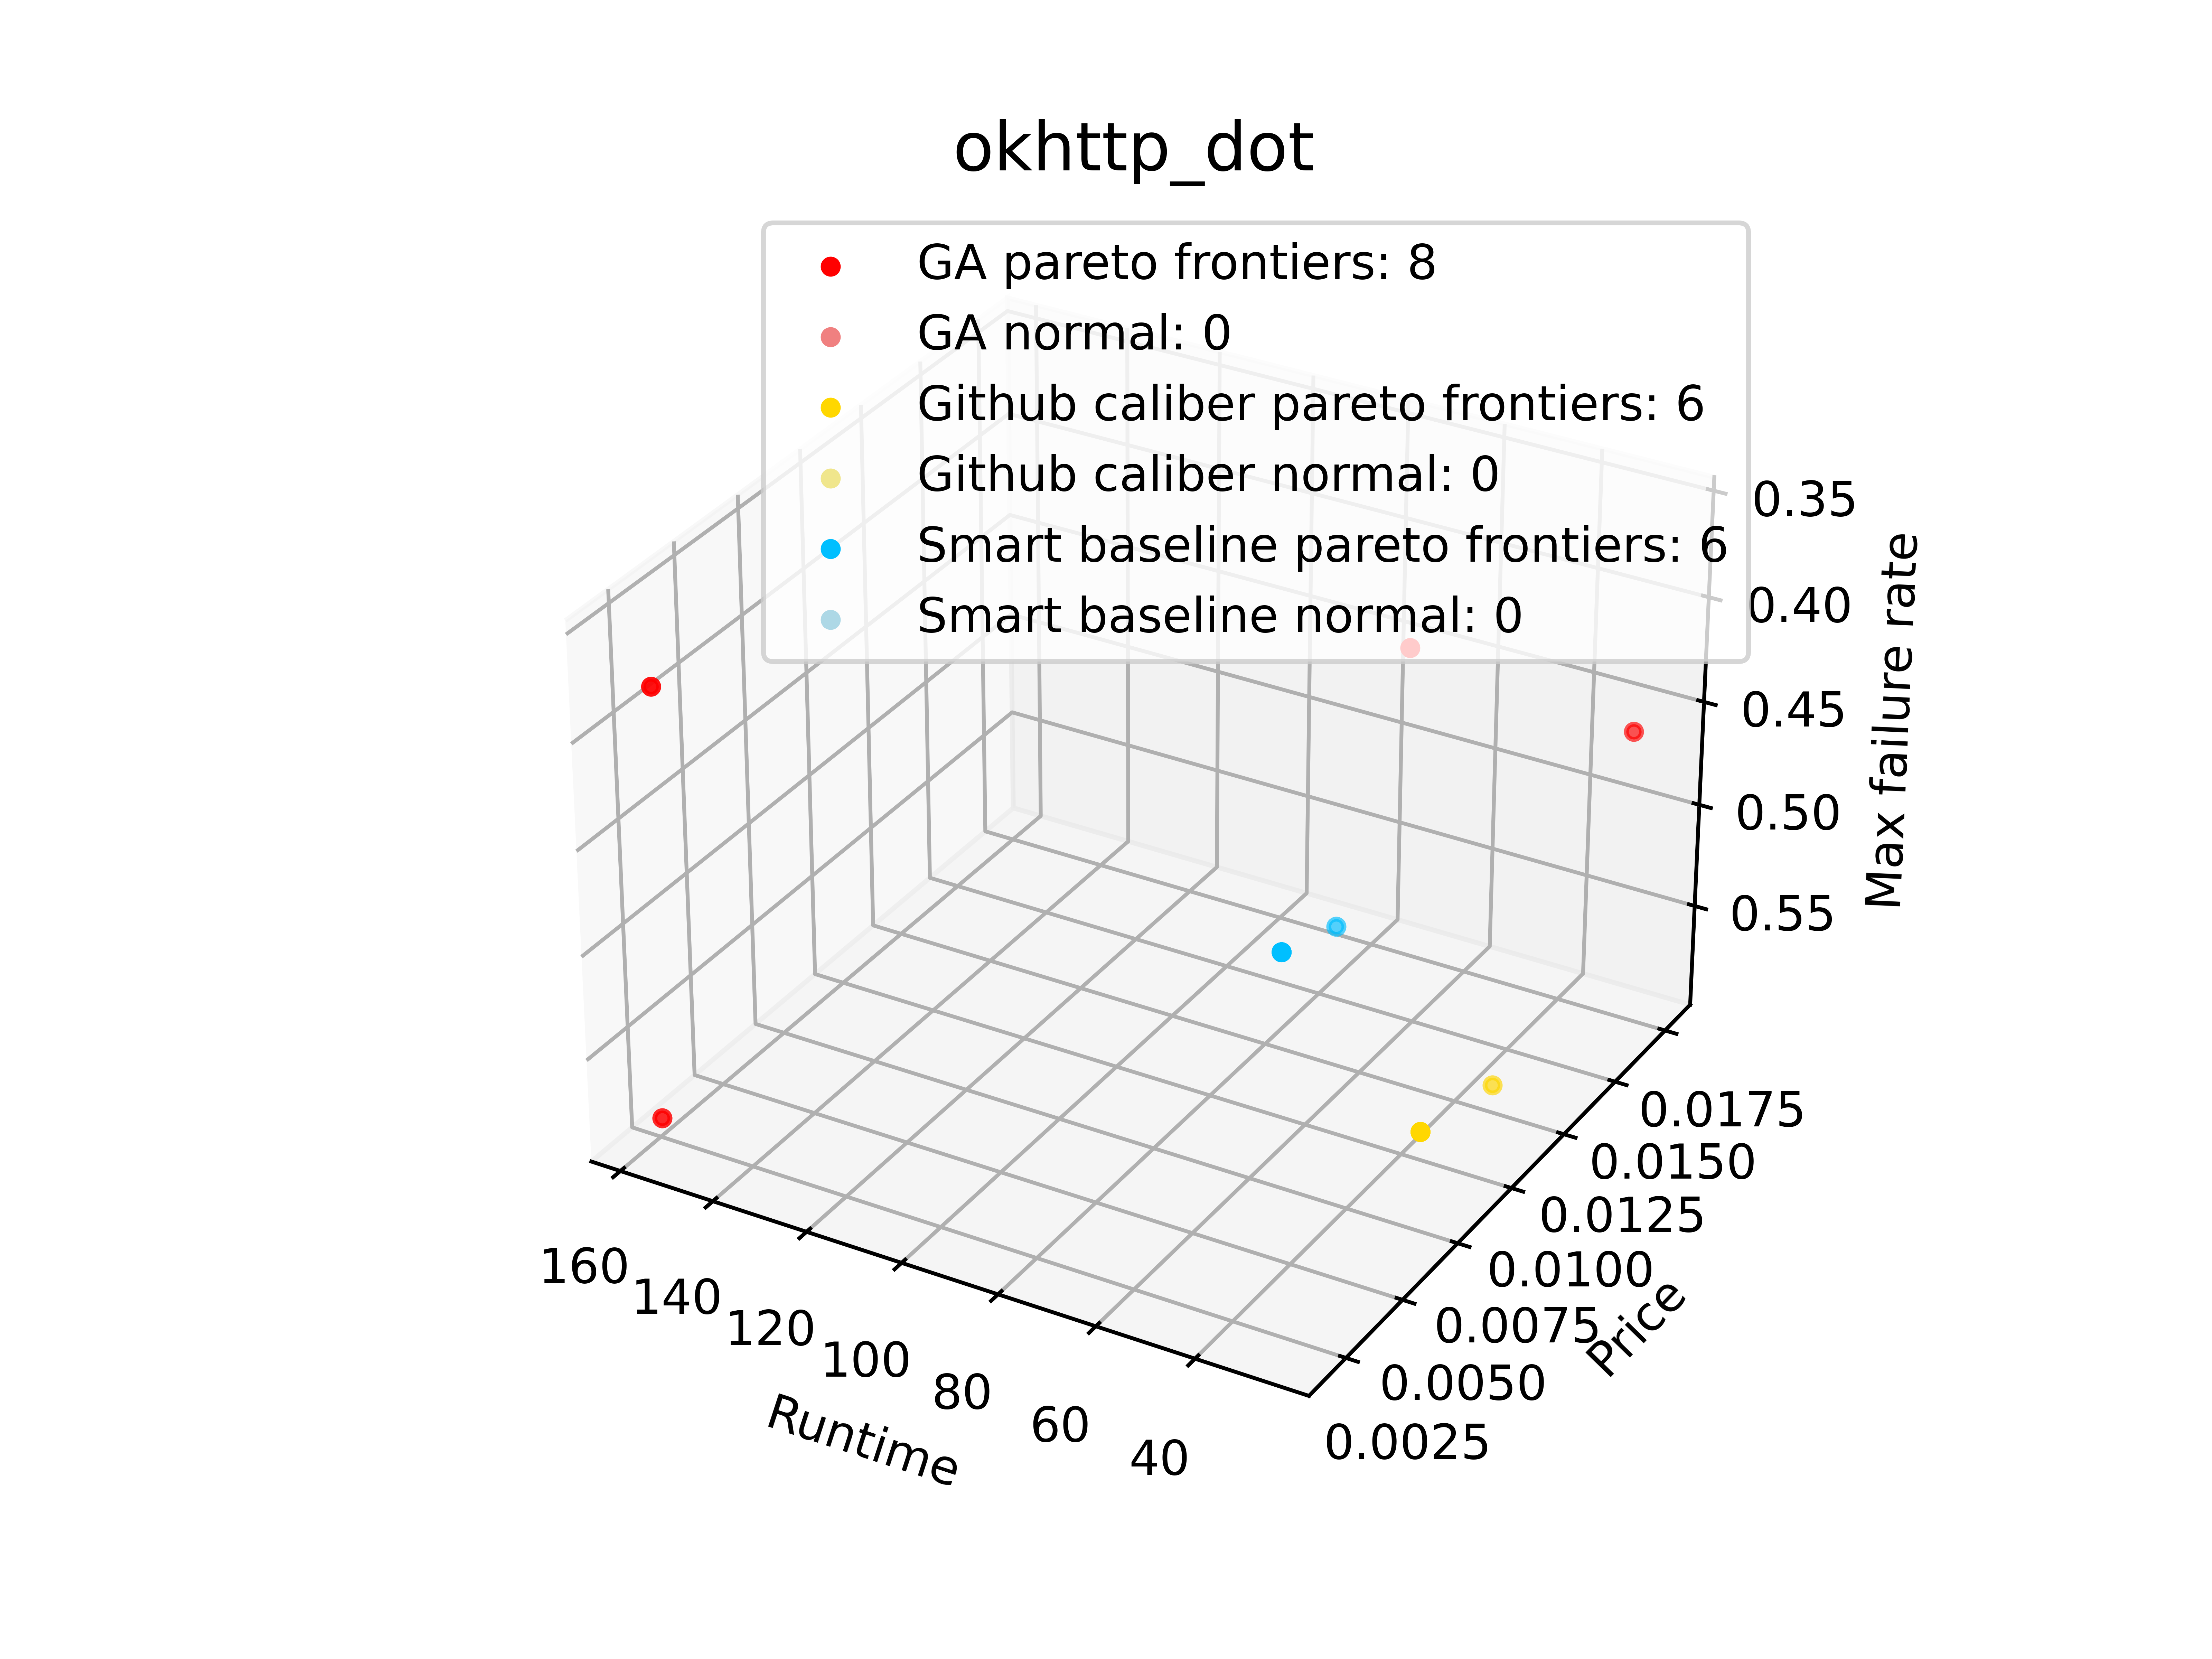 okhttp_dot
GA pareto frontiers: 8
GA normal: 0
Github caliber pareto frontiers: 6
Github caliber normal: 0
Smart baseline pareto frontiers: 6
Smart baseline normal: 0
0.35
0.40
0.45
0.50
0.55
Max failure rate
0.0175
0.0150
0.0125
0.0100
0.0075
0.0050
0.0025
Price
160
140
120
100
80
60
40
Runtime